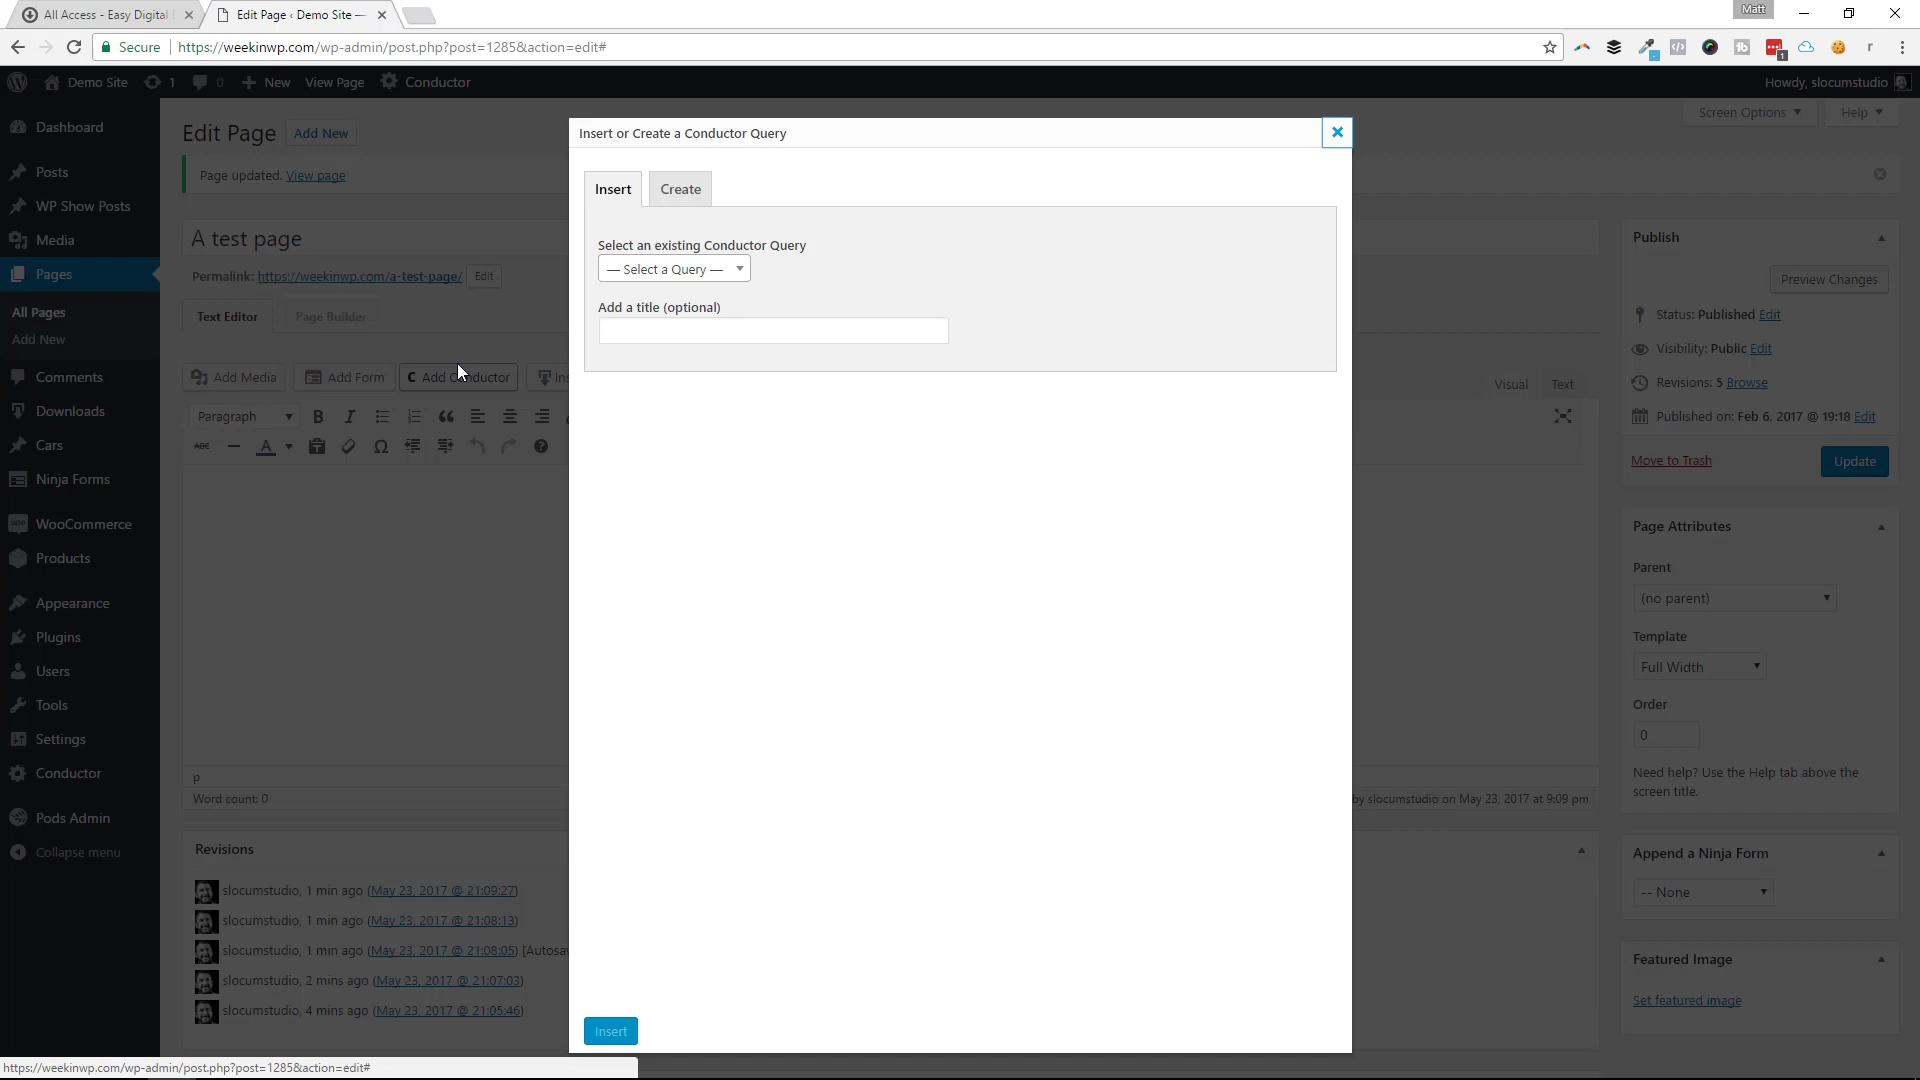 All Access - Easy Digital
Edit Page ‹ Demo Site —
Matt
Secure
https://weekinwp.com/wp-admin/post.php?post=1285&action=edit#
1
r
Demo Site
1
0
New
View Page
Conductor
Howdy, slocumstudio
Dashboard
Posts
WP Show Posts
Media
Pages
All Pages
Add New
Comments
Downloads
Cars
Ninja Forms
WooCommerce
Products
Appearance
Plugins
Users
Tools
Settings
Conductor
Pods Admin
Collapse menu
Edit Page
Add New
Screen Options
Help
Page updated. View page
A test page
Permalink: https://weekinwp.com/a-test-page/
Edit
Text Editor
Page Builder
Add Media
Add Form
C Add Conductor
Ins
Visual
Text
Paragraph
B
I
ABC
A
Ω
p
Word count: 0
by slocumstudio on May 23, 2017 at 9:09 pm
Revisions
slocumstudio, 1 min ago (May 23, 2017 @ 21:09:27)
slocumstudio, 1 min ago (May 23, 2017 @ 21:08:13)
slocumstudio, 1 min ago (May 23, 2017 @ 21:08:05) [Autosav
slocumstudio, 2 mins ago (May 23, 2017 @ 21:07:03)
slocumstudio, 4 mins ago (May 23, 2017 @ 21:05:46)
Insert or Create a Conductor Query
Insert
Create
Select an existing Conductor Query
— Select a Query —
Add a title (optional)
Insert
Publish
Preview Changes
Status: Published Edit
Visibility: Public Edit
Revisions: 5 Browse
Published on: Feb 6, 2017 @ 19:18 Edit
Move to Trash
Update
Page Attributes
Parent
(no parent)
Template
Full Width
Order
0
Need help? Use the Help tab above the
screen title.
Append a Ninja Form
-- None
Featured Image
Set featured image
https://weekinwp.com/wp-admin/post.php?post=1285&action=edit#